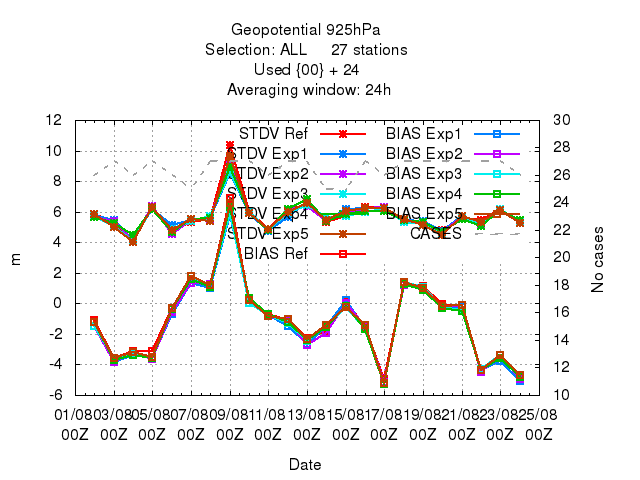 Geopotential 925hPa
Selection: ALL 27 stations
Used {00} + 24
Averaging window: 24h
STDV Ref
STDV Exp1
STDV Exp2
STDV Exp3
STDV Exp4
STDV Exp5
BIAS Ref
BIAS Exp1
BIAS Exp2
BIAS Exp3
BIAS Exp4
BIAS Exp5
CASES
12
10
8
6
4
2
0
-2
-4
-6
m
30
28
26
24
22
20
18
16
14
12
10
No cases
01/08 03/08 05/08 07/08 09/08 11/08 13/08 15/08 17/08 19/08 21/08 23/08 25/08
00Z 00Z 00Z 00Z 00Z 00Z 00Z 00Z 00Z 00Z 00Z 00Z 00Z
Date